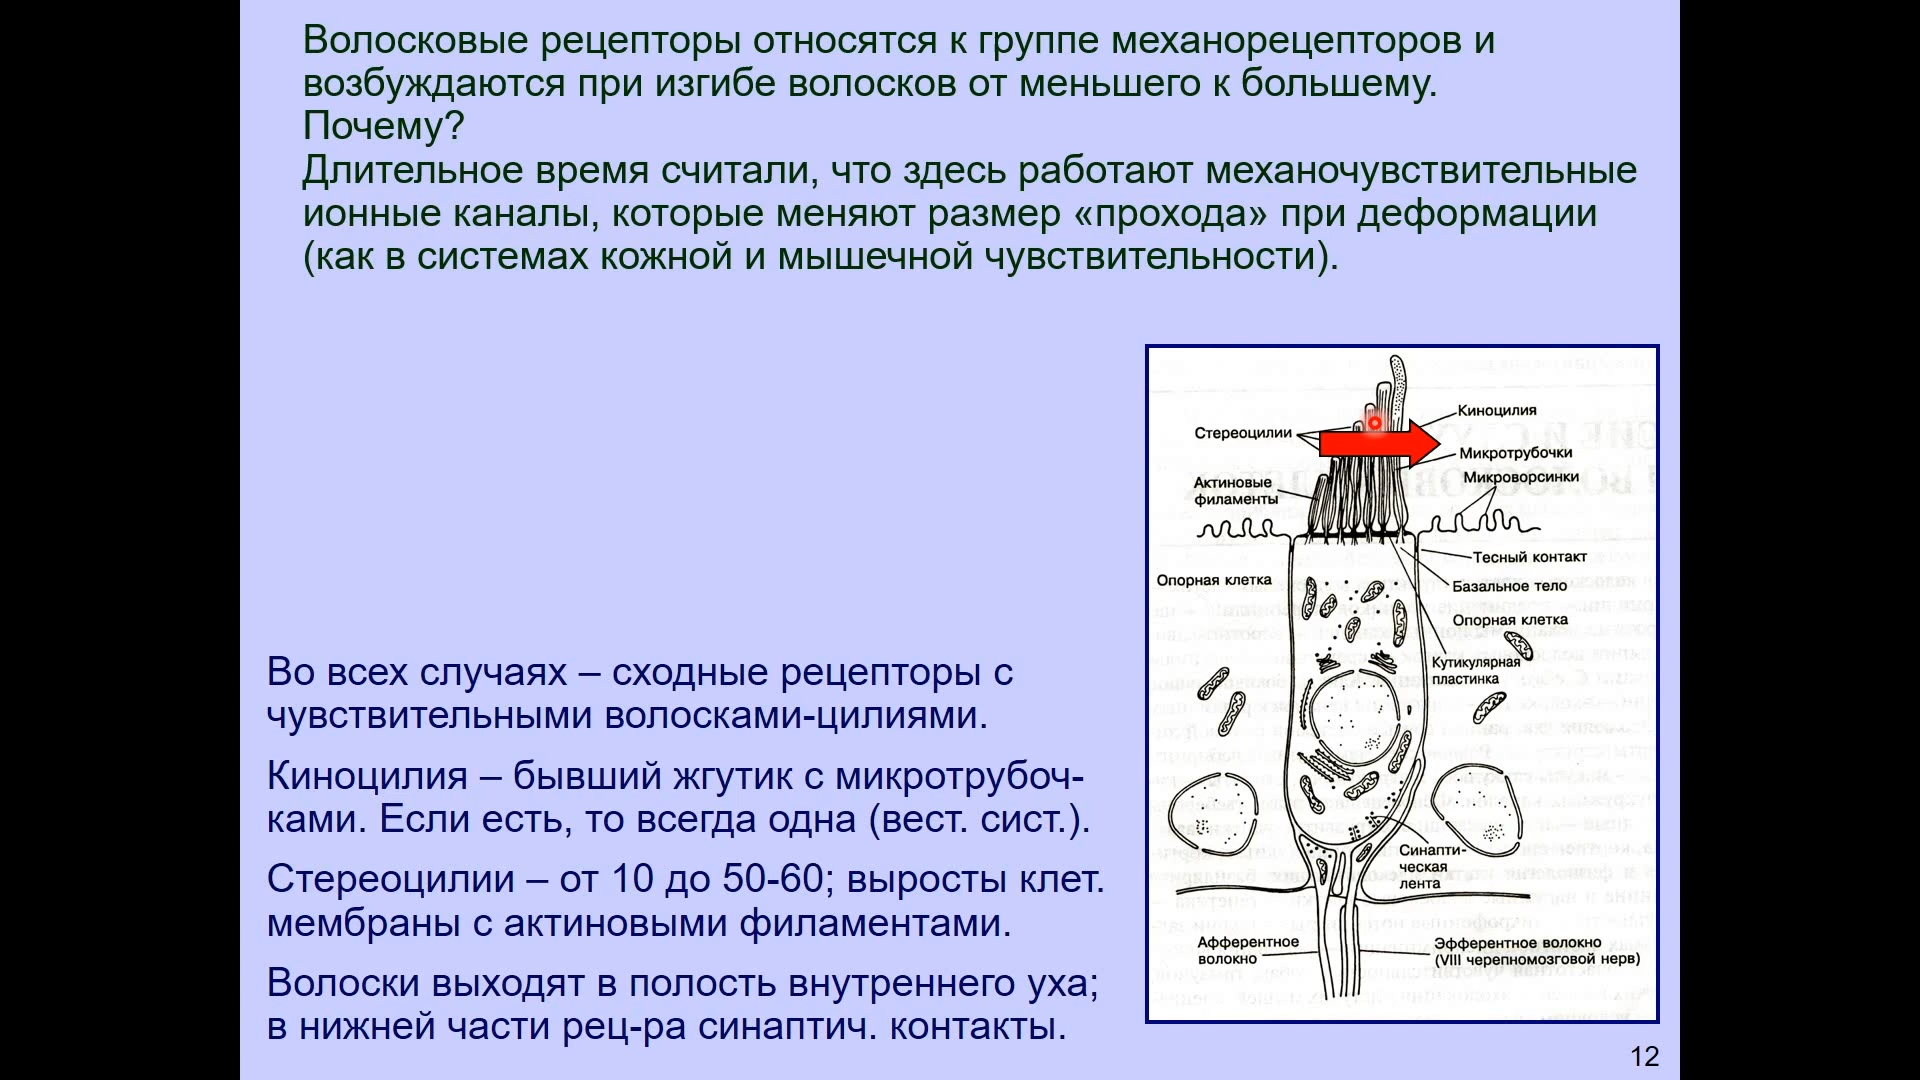 Волосковые рецепторы относятся к группе механорецепторов и
возбуждаются при изгибе волосков от меньшего к большему.
Почему?
Длительное время считали, что здесь работают механочувствительные
ионные каналы, которые меняют размер «прохода» при деформации
(как в системах кожной и мышечной чувствительности).
Во всех случаях – сходные рецепторы с
чувствительными волосками-цилиями.
Киноцилия – бывший жгутик с микротрубоч-
ками. Если есть, то всегда одна (вест. сист.).
Стереоцилии – от 10 до 50-60; выросты клет.
мембраны с актиновыми филаментами.
Волоски выходят в полость внутреннего уха;
в нижней части рец-ра синаптич. контакты.
Киноцилия
Стереоцилии
Микротрубочки
Микроворсинки
Актиновые
филаменты
Тесный контакт
Опорная клетка
Базальное тело
Опорная клетка
Кутикулярная
пластинка
Синапти-
ческая
лента
Афферентное
волокно
Эфферентное волокно
(VIII черепномозговой нерв)
12